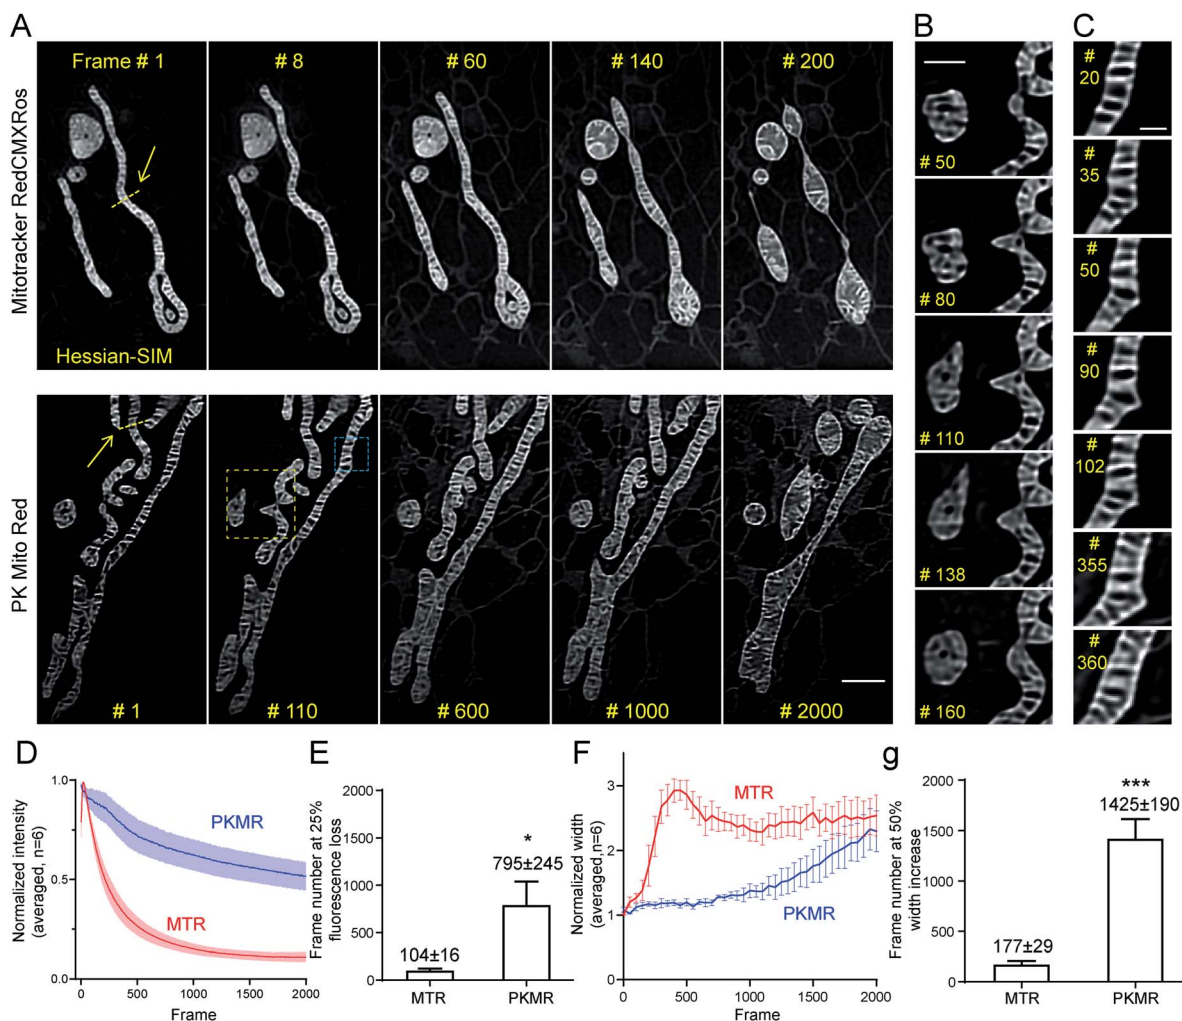 A
B
C
Mitotracker RedCMXRos
Frame # 1
# 8
# 60
# 140
# 200
Hessian-SIM
PK Mito Red
# 1
# 110
# 600
# 1000
# 2000
# 50
# 80
# 110
# 138
# 160
#
20
#
35
#
50
#
90
#
102
#
355
#
360
D
Normalized intensity
(averaged, n=6)
1.0
0.5
0.0
PKMR
MTR
0
500
1000
1500
2000
Frame
E
Frame number at 25%
fluorescence loss
2000
1500
1000
500
0
104±16
*
795±245
MTR
PKMR
F
Normalized width
(averaged,n=6)
3
2
1
MTR
PKMR
0
500
1000
1500
2000
Frame
g
Frame number at 50%
width increase
2000
1500
1000
500
0
177±29
***
1425±190
MTR
PKMR